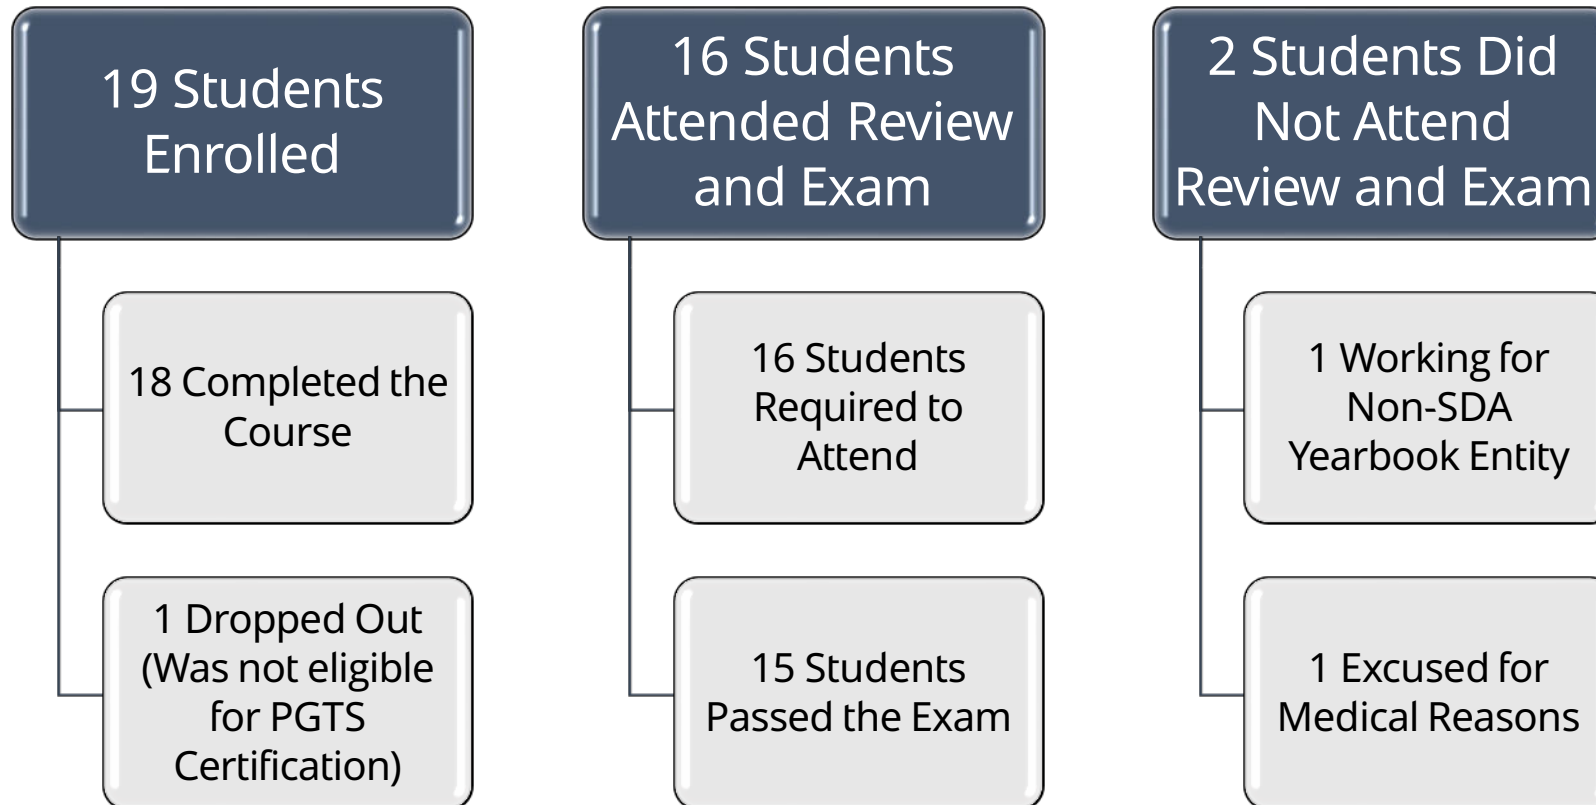 19 Students
Enrolled
18 Completed the
Course
1 Dropped Out
(Was not eligible
for PGTS
Certification)
16 Students
Attended Review
and Exam
16 Students
Required to
Attend
15 Students
Passed the Exam
2 Students Did
Not Attend
Review and Exam
1 Working for
Non-SDA
Yearbook Entity
1 Excused for
Medical Reasons